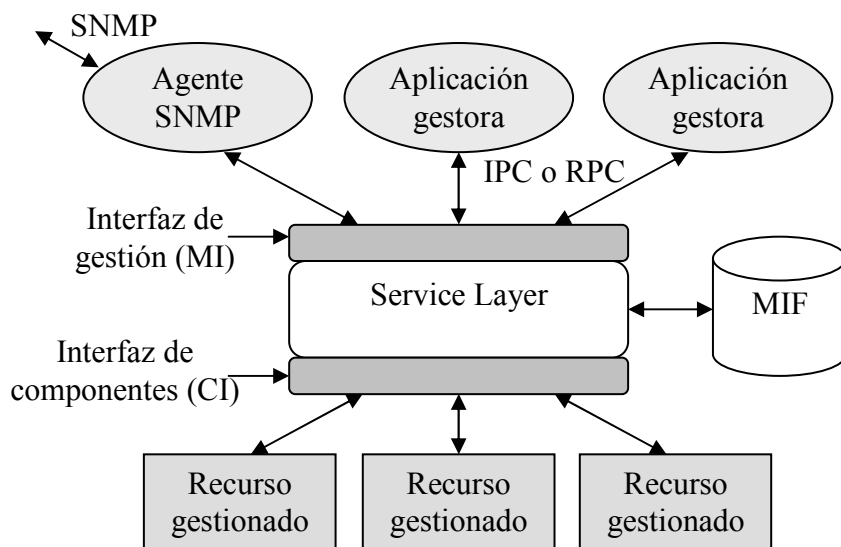 SNMP
Agente
SNMP
Aplicación
gestora
Aplicación
gestora
IPC o RPC
Interfaz de
gestión (MI)
Service Layer
MIF
Interfaz de
componentes (CI)
Recurso
gestionado
Recurso
gestionado
Recurso
gestionado